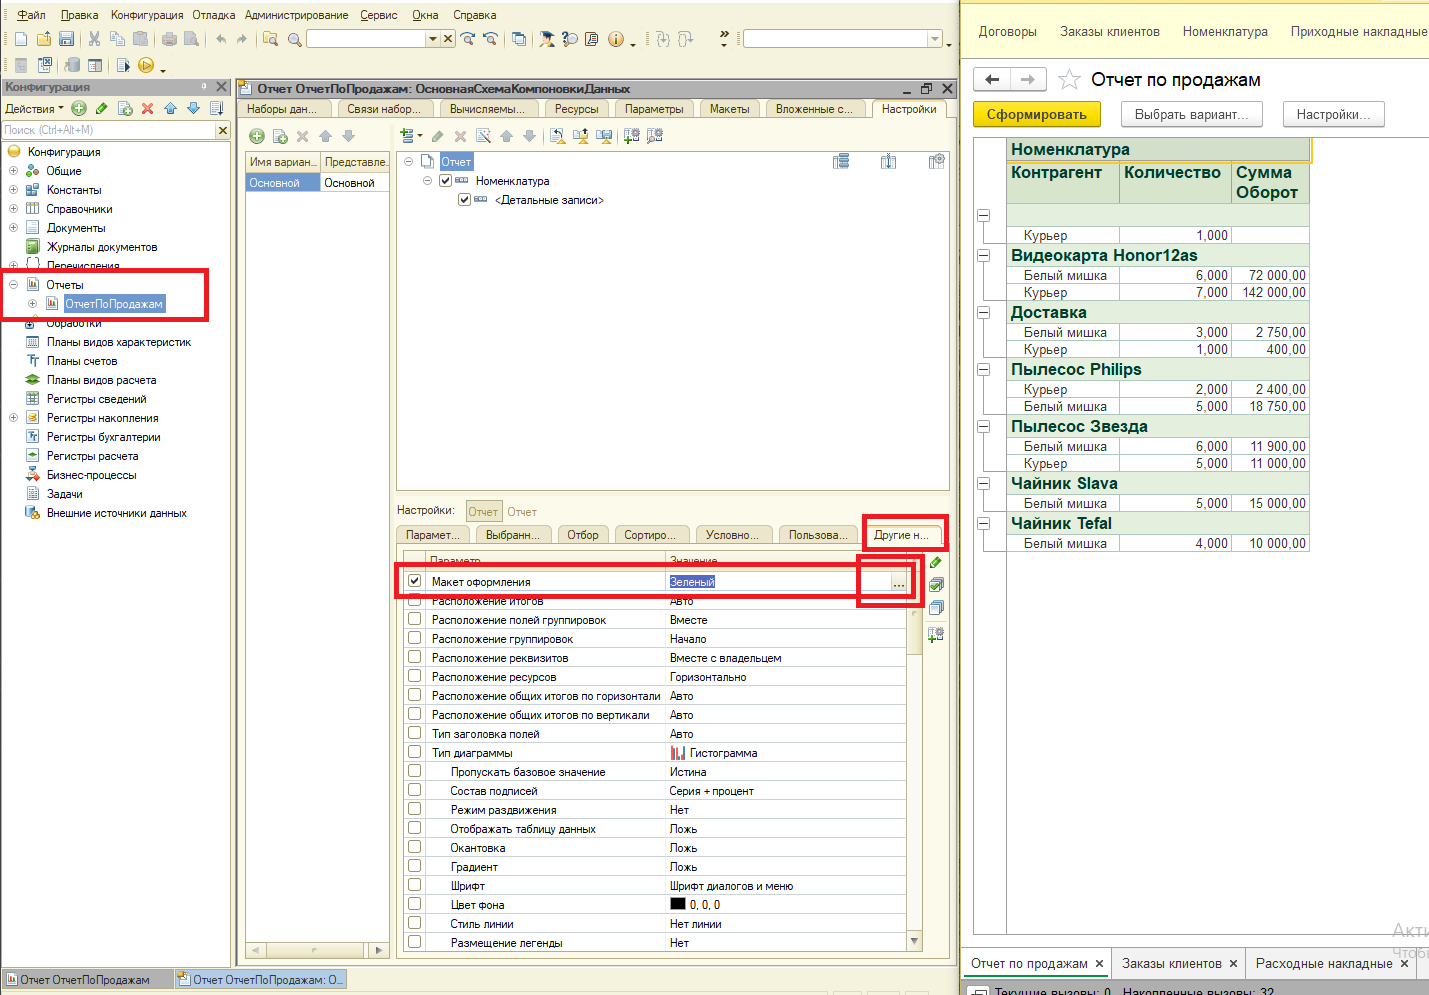 Файл Правка Конфигурация Отладка Администрирование Сервис Окна Справка
Конфигурация
Действия
Поиск (Ctrl+Alt+M)
Конфигурация
Общие
Константы
Справочники
Документы
Журналы документов
Перечисления
Отчеты
ОтчетПоПродажам
Обработки
Планы видов характеристик
Планы счетов
Планы видов расчета
Регистры сведений
Регистры накопления
Регистры бухгалтерии
Регистры расчета
Бизнес-процессы
Задачи
Внешние источники данных
Отчет ОтчетПоПродажам: ОсновнаяСхемаКомпоновкиДанных
Наборы дан... Связи набор... Вычисляемы... Ресурсы Параметры Макеты Вложенные с... Настройки
Имя вариан... Представле...
Основной Основной
Отчет
Номенклатура
<Детальные записи>
Настройки: Отчет Отчет
Парамет... Выбранн... Отбор Сортиро... Условно... Пользова... Другие н...
Параметр Значение
Макет оформления Зеленый ...
Расположение итогов Авто
Расположение полей группировок Вместе
Расположение группировок Начало
Расположение реквизитов Вместе с владельцем
Расположение ресурсов Горизонтально
Расположение общих итогов по горизонтали Авто
Расположение общих итогов по вертикали Авто
Тип заголовка полей Авто
Тип диаграммы Гистограмма
Пропускать базовое значение Истина
Состав подписей Серия + процент
Режим раздвижения Нет
Отображать таблицу данных Ложь
Окантовка Ложь
Градиент Ложь
Шрифт Шрифт диалогов и меню
Цвет фона 0, 0, 0
Стиль линии Нет линии
Размещение легенды Нет
Отчет ОтчетПоПродажам Отчет ОтчетПоПродажам: О...
Договоры Заказы клиентов Номенклатура Приходные накладные
Отчет по продажам
Сформировать Выбрать вариант... Настройки...
Номенклатура
Контрагент Количество Сумма
Оборот
Курьер 1,000
Видеокарта Honor12as
Белый мишка 6,000 72 000,00
Курьер 7,000 142 000,00
Доставка
Белый мишка 3,000 2 750,00
Курьер 1,000 400,00
Пылесос Philips
Курьер 2,000 2 400,00
Белый мишка 5,000 18 750,00
Пылесос Звезда
Белый мишка 6,000 11 900,00
Курьер 5,000 11 000,00
Чайник Slava
Белый мишка 5,000 15 000,00
Чайник Tefal
Белый мишка 4,000 10 000,00
Акти
Чтобы
Отчет по продажам Заказы клиентов Расходные накладные
Текущие вызовы: 0 Накопленные вызовы: 32